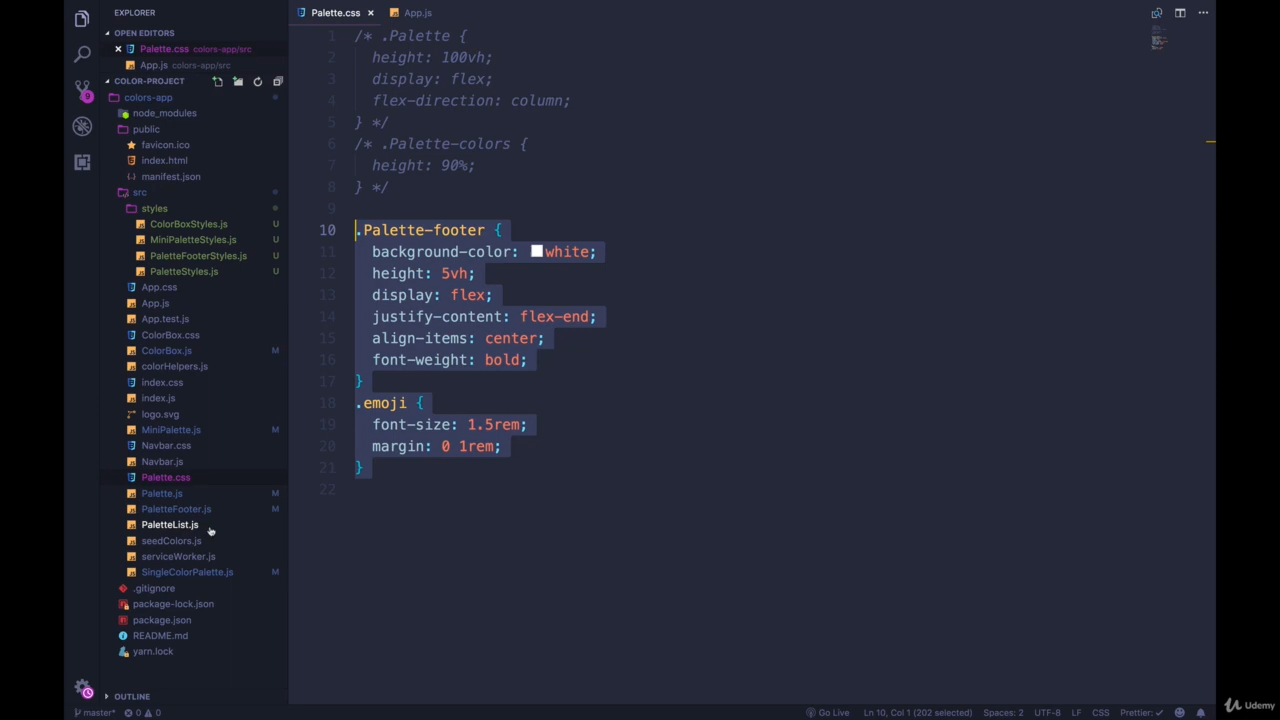 EXPLORER
OPEN EDITORS
Palette.css colors-app/src
App.js colors-app/src
COLOR-PROJECT
colors-app
node_modules
public
favicon.ico
index.html
manifest.json
src
styles
ColorBoxStyles.js U
MiniPaletteStyles.js U
PaletteFooterStyles.js U
PaletteStyles.js U
App.css
App.js
App.test.js
ColorBox.css
ColorBox.js M
colorHelpers.js
index.css
index.js
logo.svg
MiniPalette.js M
Navbar.css
Navbar.js
Palette.css
Palette.js M
PaletteFooter.js M
PaletteList.js
seedColors.js
serviceWorker.js
SingleColorPalette.js M
.gitignore
package-lock.json
package.json
README.md
yarn.lock
OUTLINE
9
Palette.css App.js
1 /* .Palette {
2 height: 100vh;
3 display: flex;
4 flex-direction: column;
5 } */
6 /* .Palette-colors {
7 height: 90%;
8 } */
9
10 .Palette-footer {
11 background-color: white;
12 height: 5vh;
13 display: flex;
14 justify-content: flex-end;
15 align-items: center;
16 font-weight: bold;
17 }
18 .emoji {
19 font-size: 1.5rem;
20 margin: 0 1rem;
21 }
22
master* 0 0 Go Live Ln 10, Col 1 (202 selected) Spaces: 2 UTF-8 LF CSS Prettier: ✓
Udemy